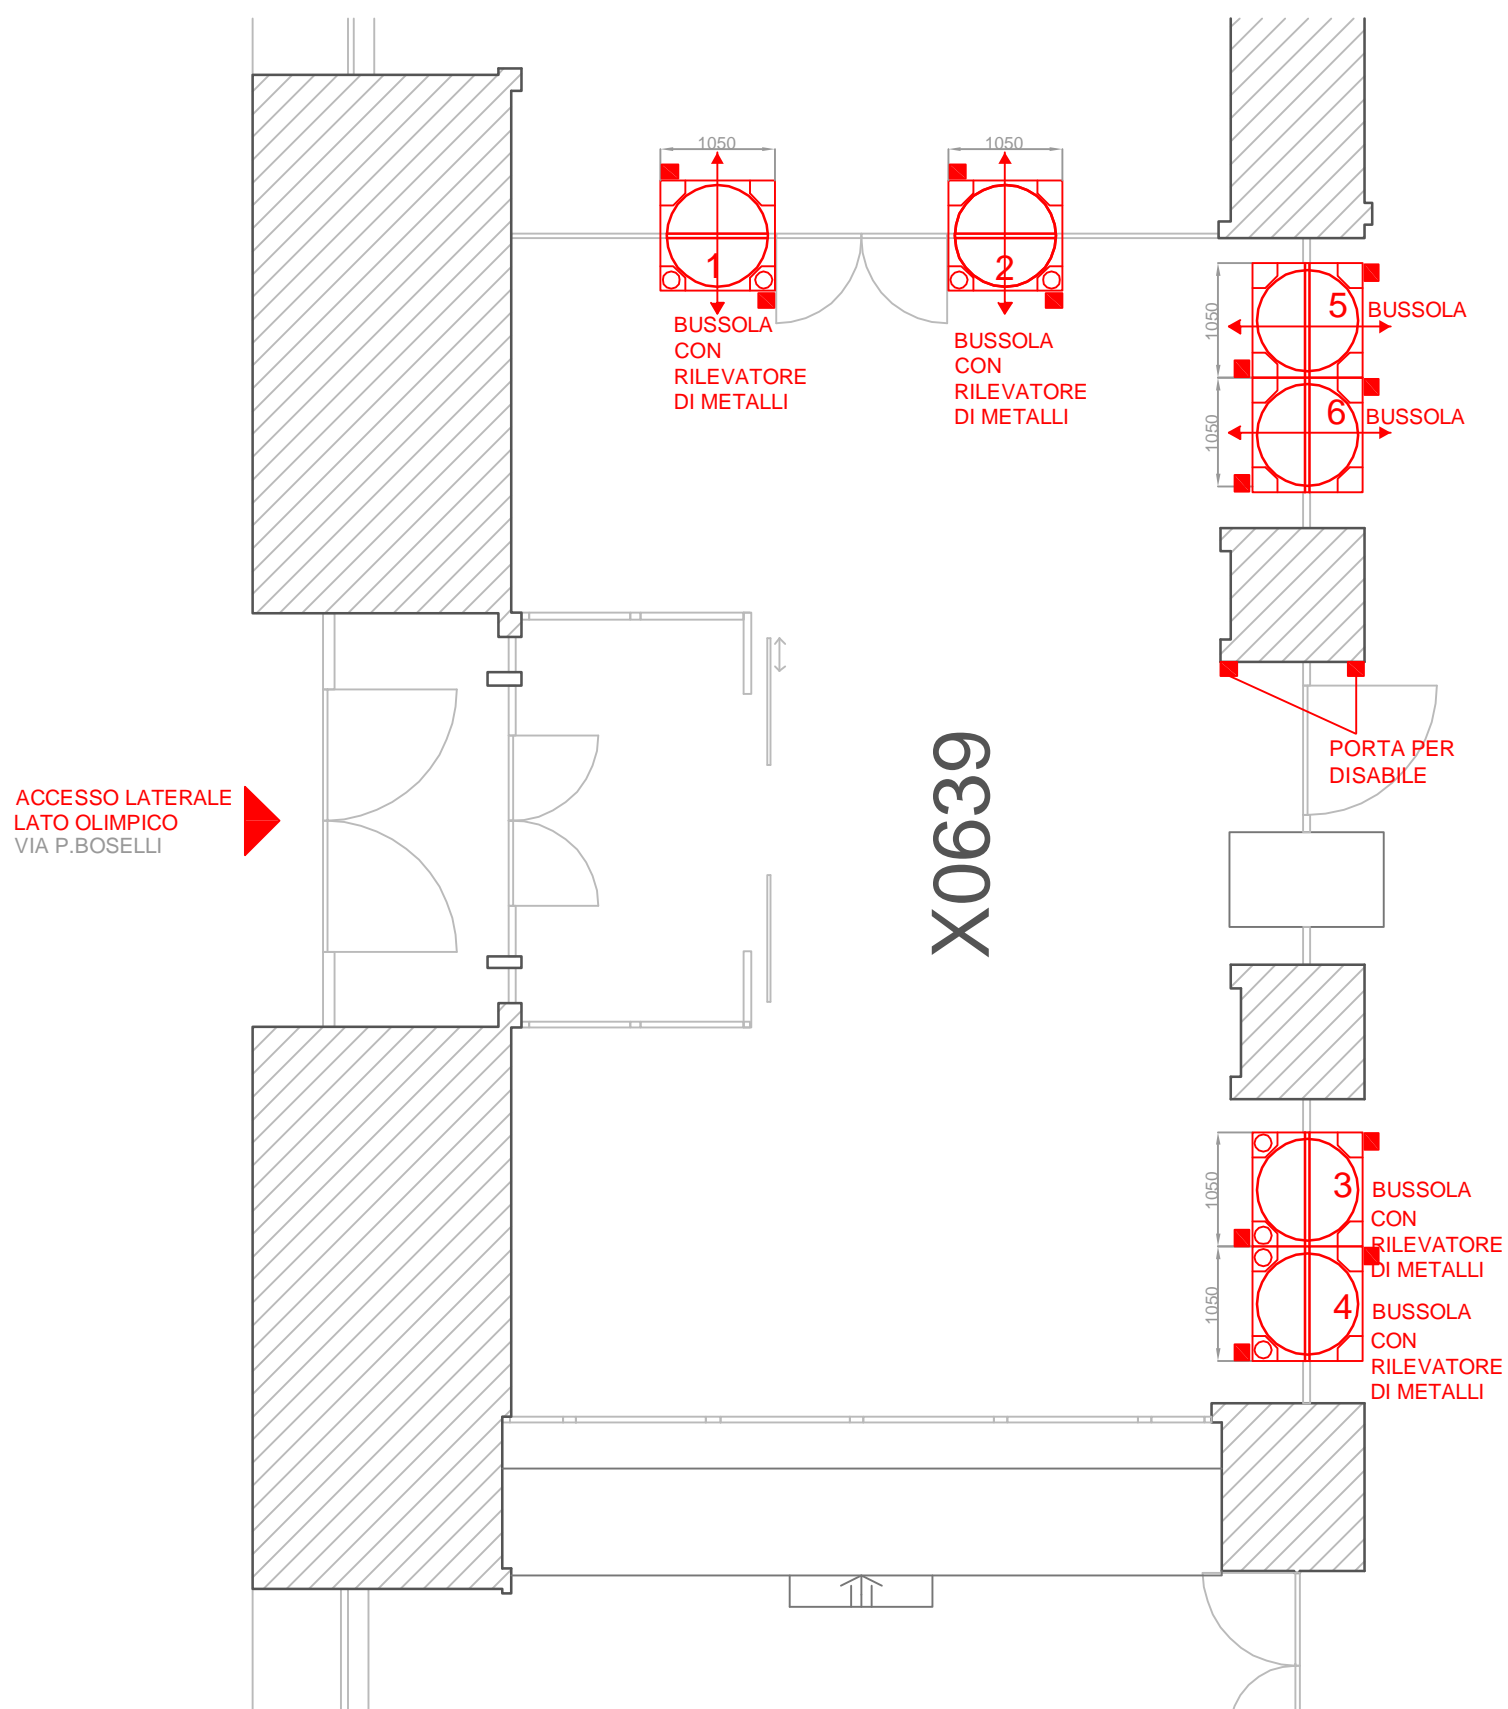 1050
1050
1
2
BUSSOLA
CON
RILEVATORE
DI METALLI
BUSSOLA
CON
RILEVATORE
DI METALLI
1050
5 BUSSOLA
1050
6 BUSSOLA
PORTA PER
DISABILE
X0639
ACCESSO LATERALE
LATO OLIMPICO
VIA P.BOSELLI
1050
3 BUSSOLA
CON
RILEVATORE
DI METALLI
1050
4 BUSSOLA
CON
RILEVATORE
DI METALLI